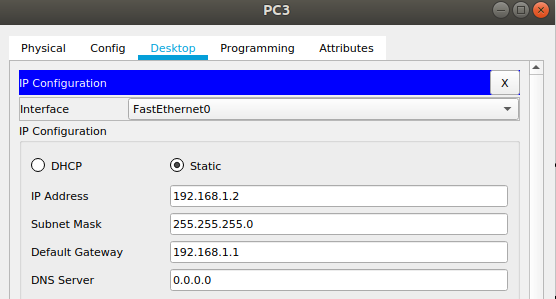 PC3
Physical Config Desktop Programming Attributes
IP Configuration X
Interface FastEthernet0
IP Configuration
DHCP Static
IP Address 192.168.1.2
Subnet Mask 255.255.255.0
Default Gateway 192.168.1.1
DNS Server 0.0.0.0